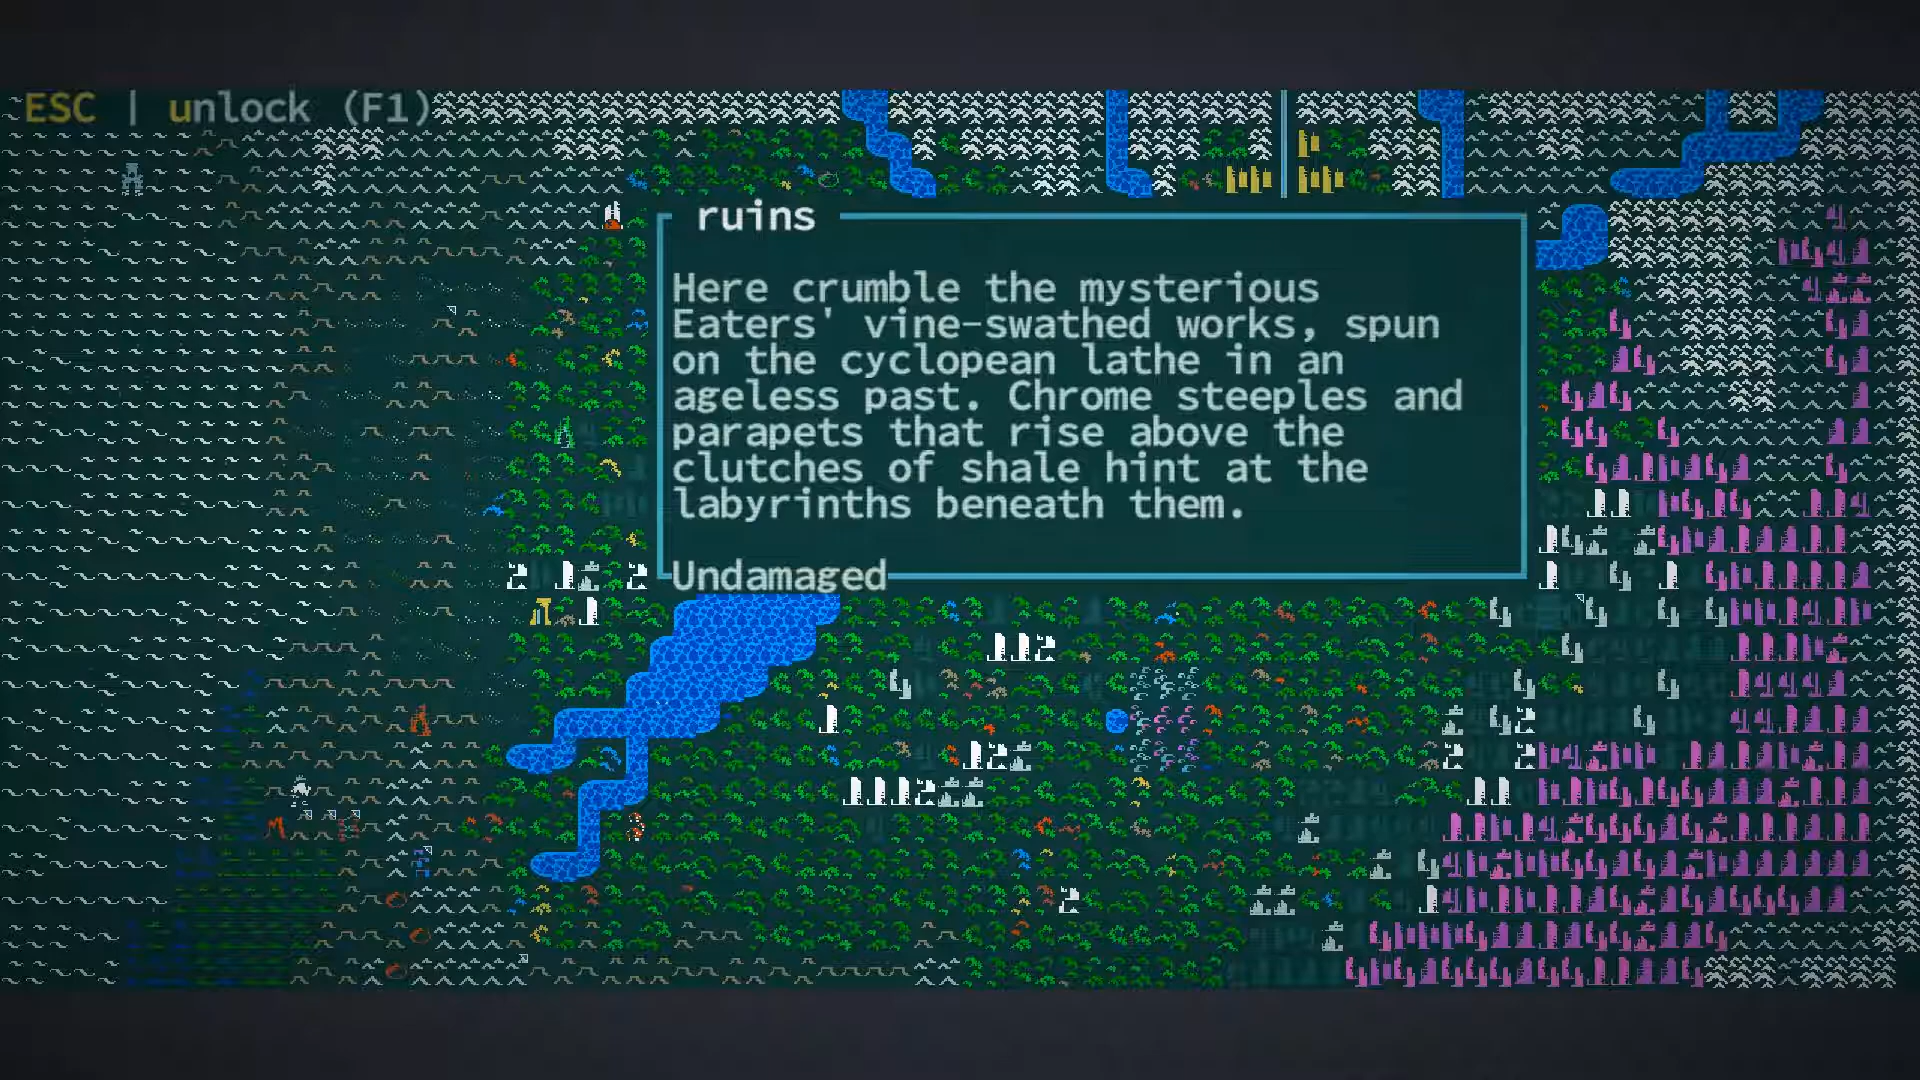 ESC | unlock (F1)
ruins
Here crumble the mysterious
Eaters' vine-swathed works, spun
on the cyclopean lathe in an
ageless past. Chrome steeples and
parapets that rise above the
clutches of shale hint at the
labyrinths beneath them.
Undamaged